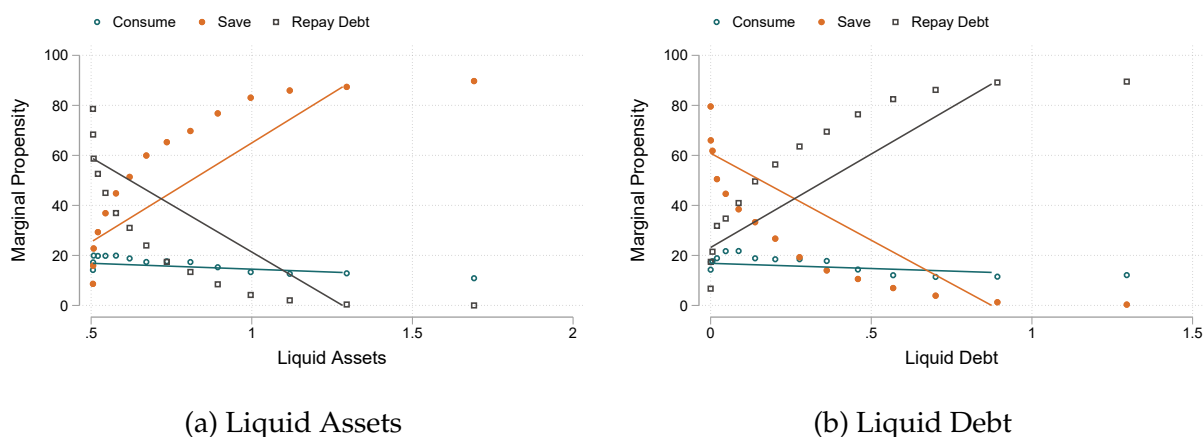 Consume Save Repay Debt
Marginal Propensity
100
80
60
40
20
0
.5 1 1.5 2
Liquid Assets
(a) Liquid Assets
Consume Save Repay Debt
Marginal Propensity
100
80
60
40
20
0
0 .5 1 1.5
Liquid Debt
(b) Liquid Debt